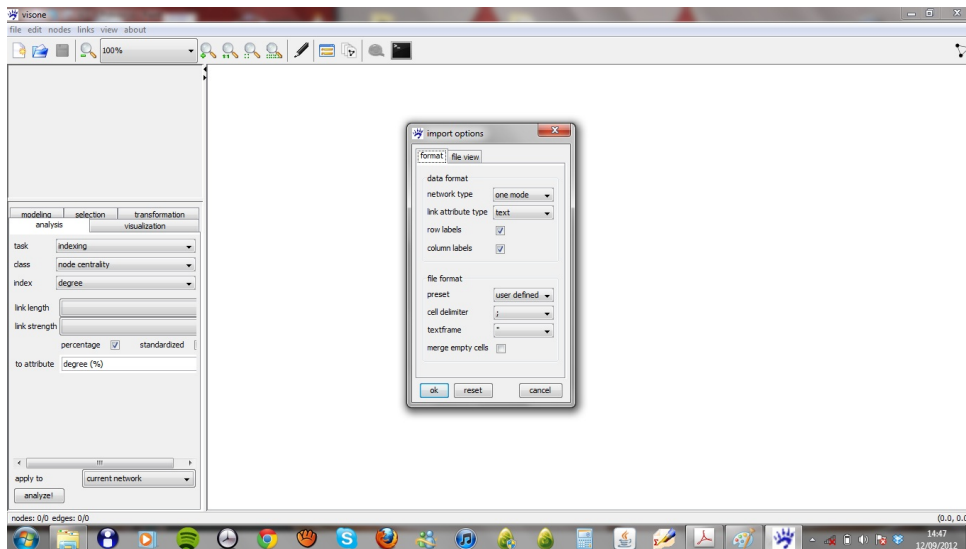 visone
file edit nodes links view about
100%
import options
format file view
data format
network type one mode
link attribute type text
row labels
column labels
file format
preset user defined
cell delimiter ;
textframe "
merge empty cells
ok reset cancel
modeling selection transformation
analysis visualization
task indexing
class node centrality
index degree
link length
link strength
percentage standardized
to attribute degree (%)
apply to current network
analyze!
nodes: 0/0 edges: 0/0 (0.0, 0.0
14:47
12/09/2012